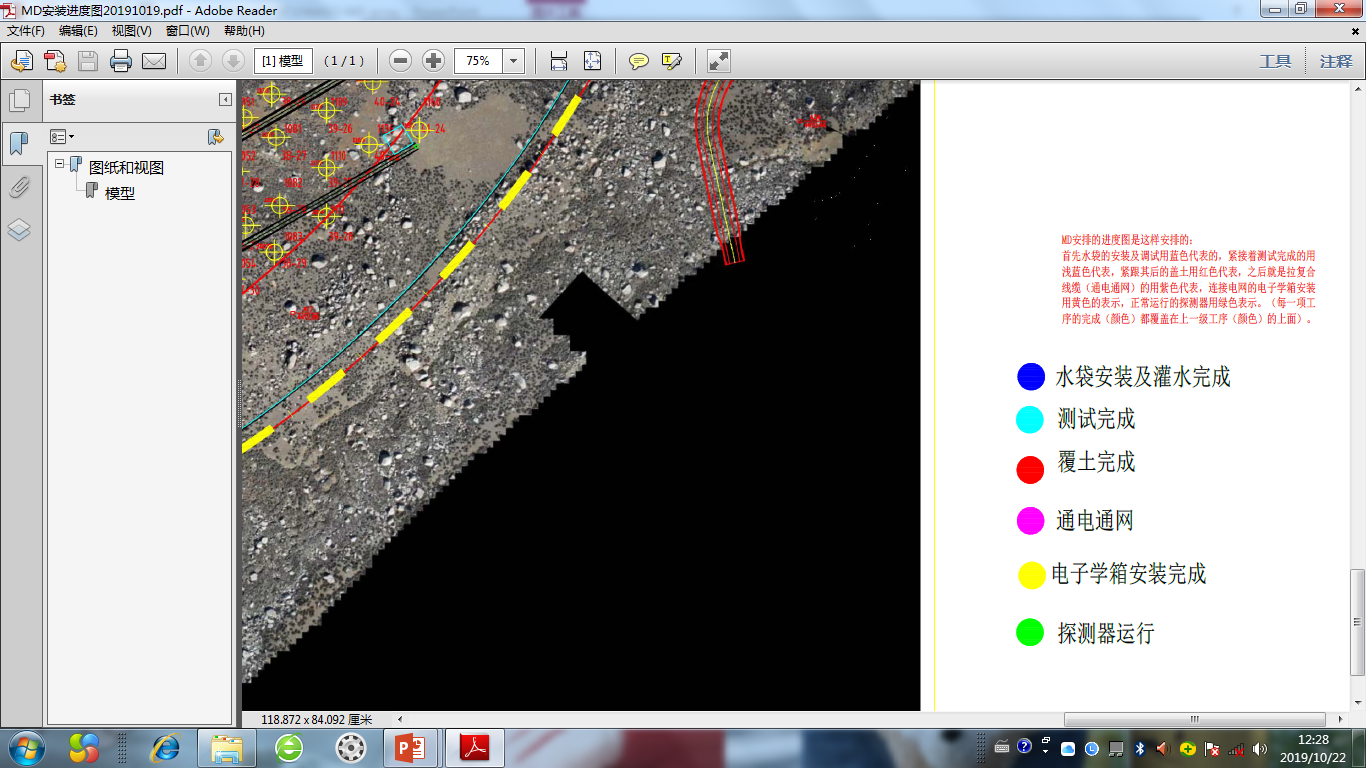 MD安装进度图20191019.pdf - Adobe Reader
文件(F) 编辑(E) 视图(V) 窗口(W) 帮助(H)
[1] 模型 (1 / 1) 75% 工具 注释
书签
图纸和视图
模型
40-24
39-26
MD安排的进度图是这样安排的:
首先水袋的安装及调试用蓝色代表的，紧接着测试完成的用
浅蓝色代表，紧跟其后的盖土用红色代表，之后就是拉复合
线缆（通电通网）的用紫色代表，连接电网的电子学箱安装
用黄色的表示，正常运行的探测器用绿色表示。（每一项工
序的完成（颜色）都覆盖在上一级工序（颜色）的上面）。
水袋安装及灌水完成
测试完成
覆土完成
通电通网
电子学箱安装完成
探测器运行
118.872 x 84.092 厘米
12:28
2019/10/22